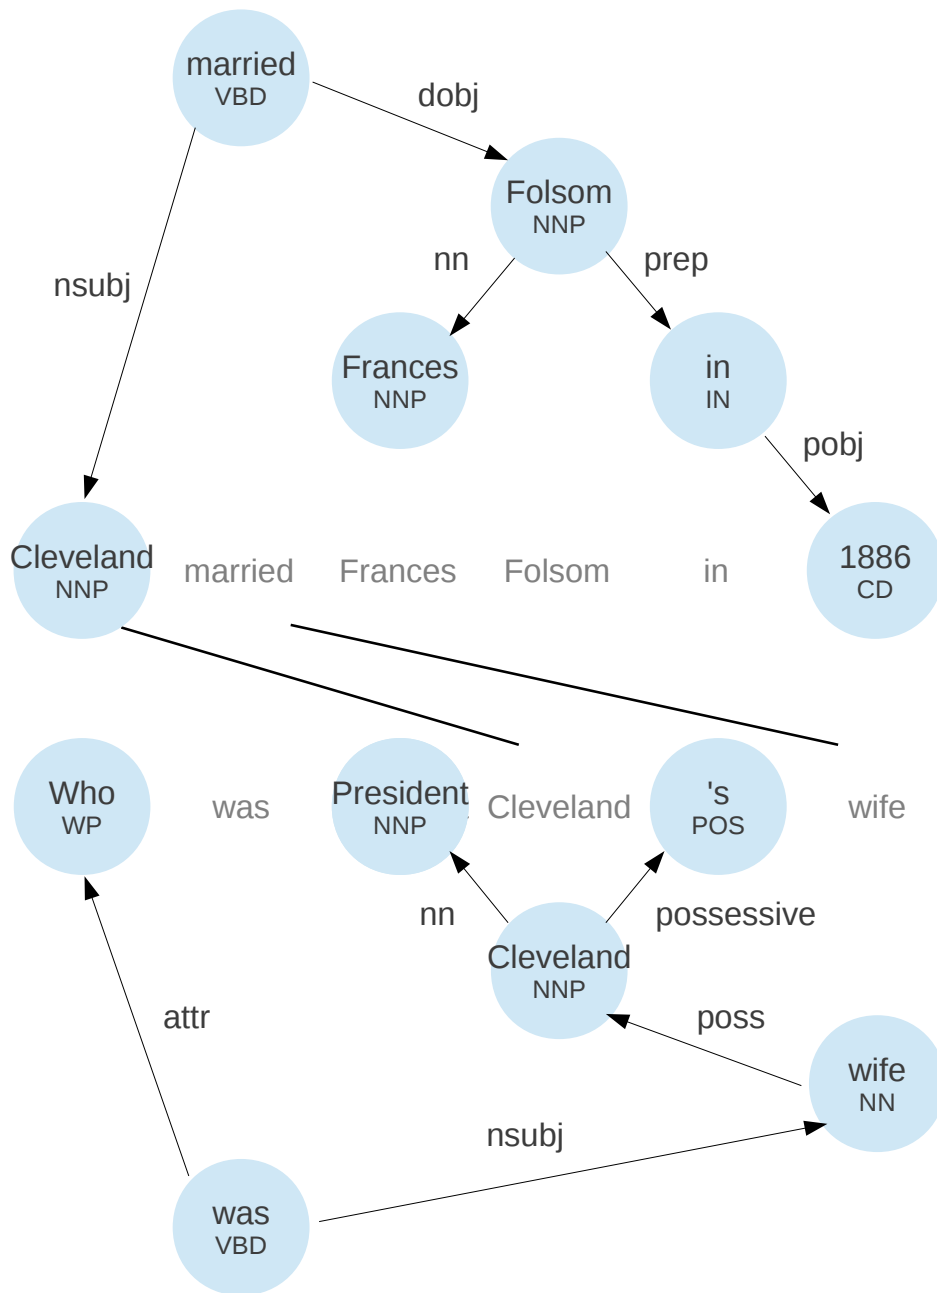 married
VBD
dobj
Folsom
NNP
nn
prep
nsubj
Frances
NNP
in
IN
pobj
Cleveland
NNP
married
Frances
Folsom
in
1886
CD
Who
WP
was
President
NNP
Cleveland
's
POS
wife
nn
possessive
Cleveland
NNP
attr
poss
wife
NN
nsubj
was
VBD